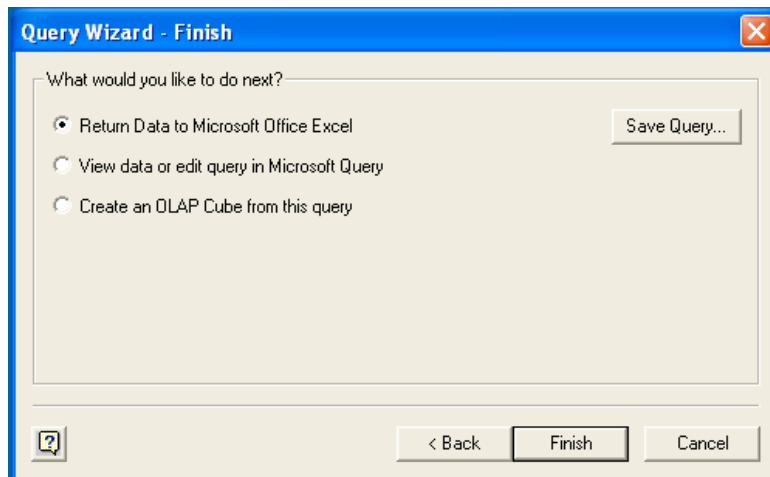 Query Wizard - Finish
What would you like to do next?
Return Data to Microsoft Office Excel
Save Query...
View data or edit query in Microsoft Query
Create an OLAP Cube from this query
?
< Back
Finish
Cancel